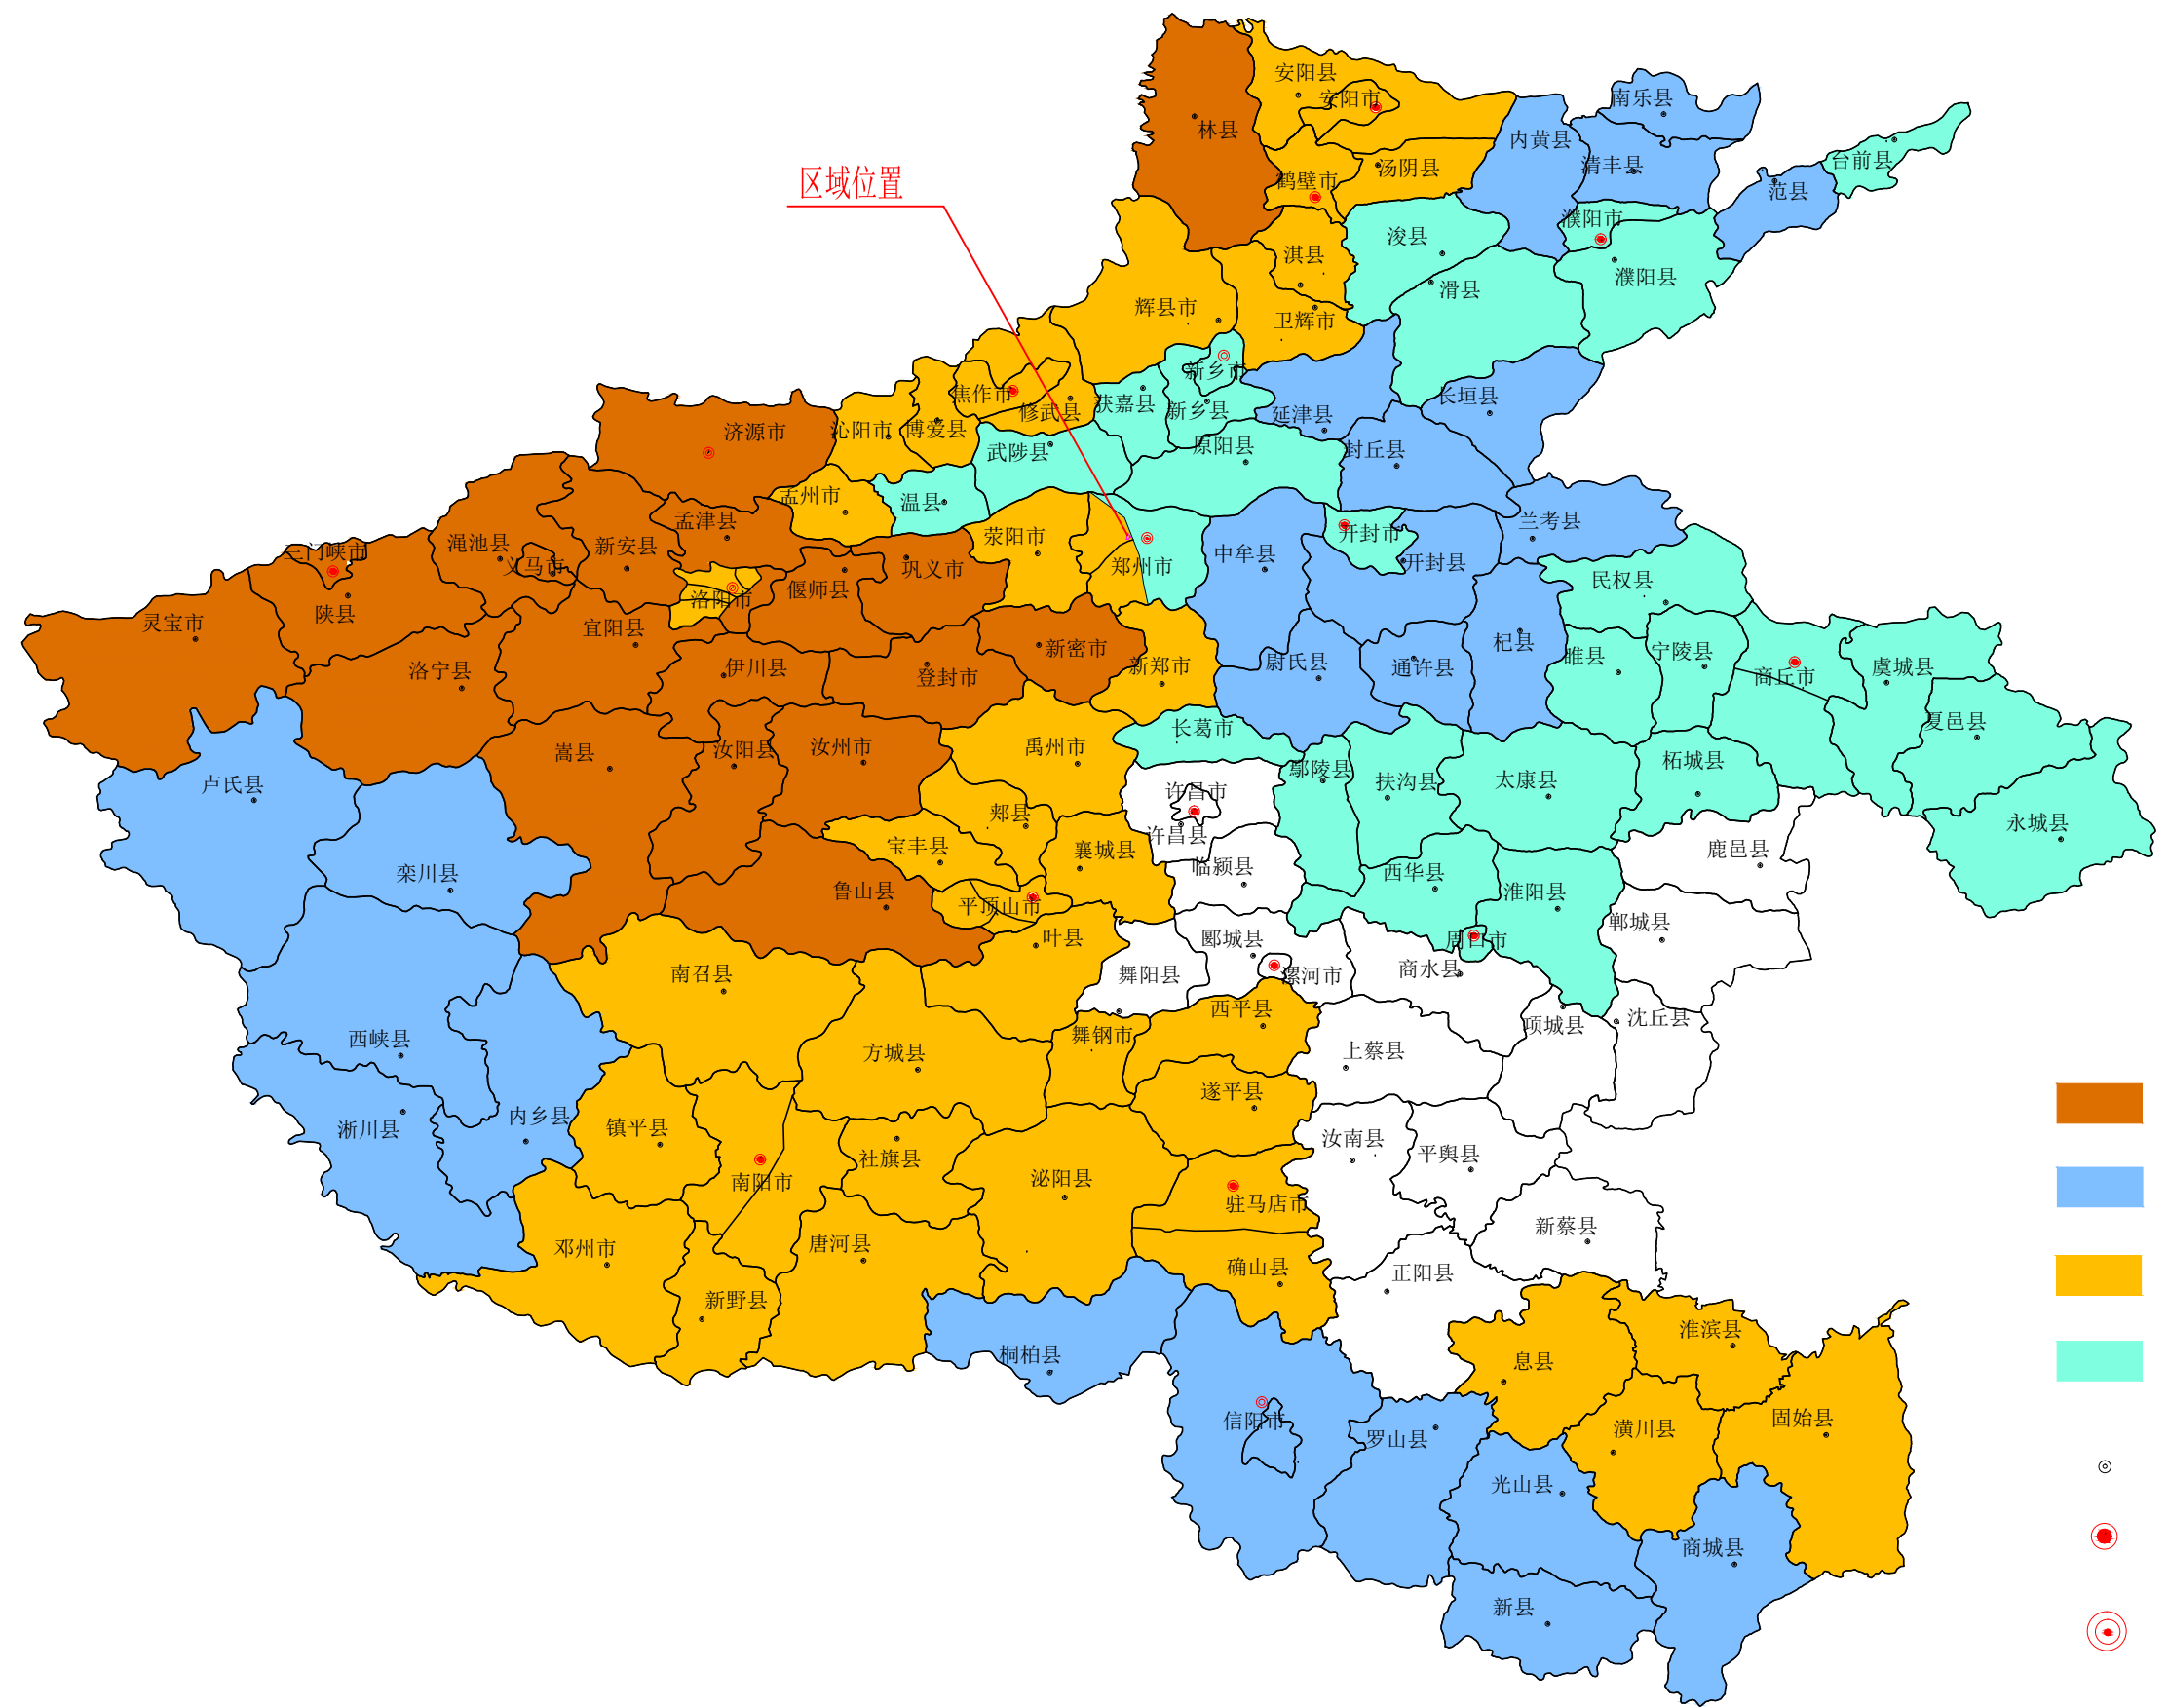 安阳县
南乐县
安阳市
林县
内黄县
台前县
清丰县
汤阴县
区域位置
鹤壁市
范县
濮阳市
浚县
淇县
濮阳县
滑县
辉县市
卫辉市
新乡市
焦作市
长垣县
获嘉县
新乡县
修武县
延津县
济源市
沁阳市
博爱县
原阳县
封丘县
武陟县
孟州市
温县
孟津县
兰考县
荥阳市
开封市
渑池县
新安县
三门峡市
中牟县
开封县
义马市
巩义市
郑州市
民权县
偃师县
洛阳市
陕县
灵宝市
宜阳县
杞县
新密市
宁陵县
睢县
尉氏县
通许县
新郑市
伊川县
虞城县
洛宁县
登封市
商丘市
夏邑县
长葛市
汝阳县
汝州市
禹州市
嵩县
柘城县
鄢陵县
扶沟县
太康县
卢氏县
许昌市
郏县
永城县
许昌县
宝丰县
襄城县
鹿邑县
临颍县
栾川县
西华县
鲁山县
淮阳县
平顶山市
郸城县
叶县
郾城县
周口市
商水县
南召县
舞阳县
漯河市
西平县
沈丘县
项城县
舞钢市
西峡县
方城县
上蔡县
遂平县
内乡县
淅川县
镇平县
汝南县
平舆县
社旗县
泌阳县
南阳市
驻马店市
新蔡县
唐河县
邓州市
确山县
正阳县
新野县
淮滨县
桐柏县
息县
固始县
信阳市
潢川县
罗山县
光山县
商城县
新县